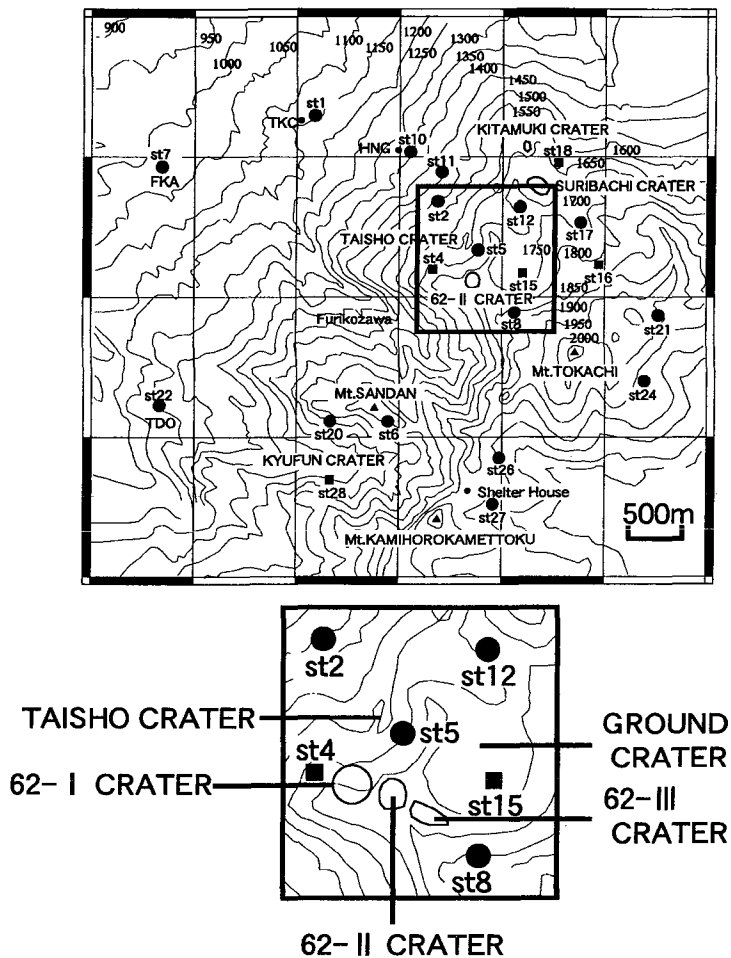 900
950
1000
1050
1100
1150
1200
1250
1300
1350
1400
1450
1500
1550
1600
1650
1700
1750
1800
1850
1900
1950
2000
TKC
st1
HNG
st10
KITAMUKI CRATER
st18
st7
FKA
st11
SURIBACHI CRATER
st2
st12
st17
TAISHO CRATER
st5
st4
st15
st16
62-II CRATER
Furikozawa
st8
st21
Mt.TOKACHI
st24
st22
TDO
Mt.SANDAN
st20
st6
KYUFUN CRATER
st26
st28
Shelter House
st27
500m
Mt.KAMIHOROKAMETTOKU
st2
st12
TAISHO CRATER
st5
GROUND
CRATER
st4
62-I CRATER
st15
62-III
CRATER
st8
62-II CRATER